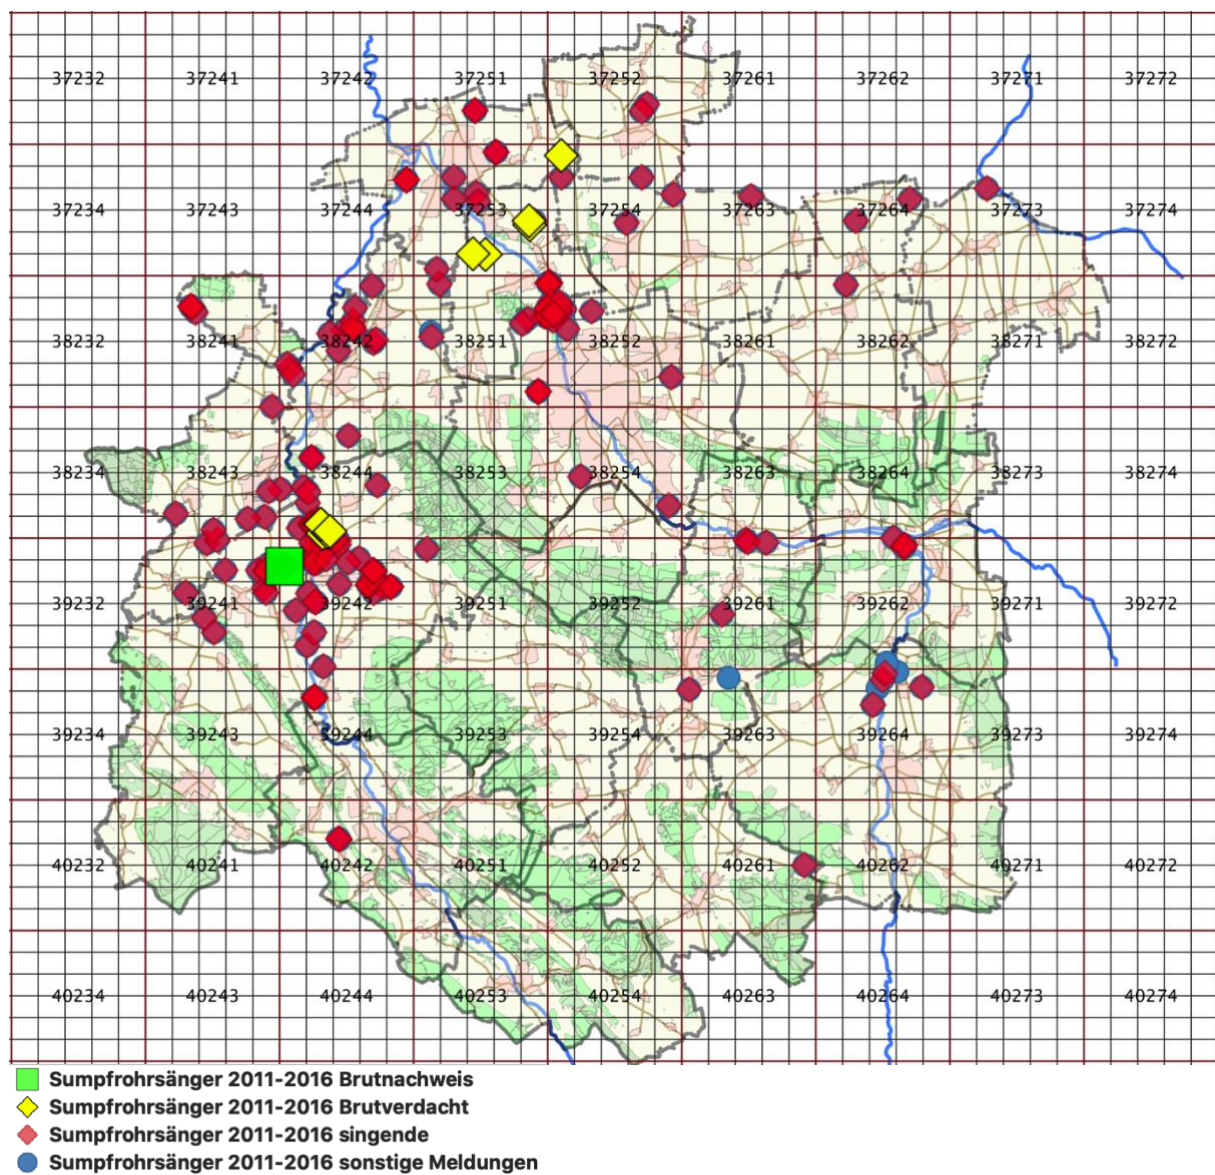 37232 37241 37242 37251 37252 37261 37262 37271 37272
37234 37243 37244 37253 37254 37263 37264 37273 37274
38232 38241 38242 38251 38252 38261 38262 38271 38272
38234 38243 38244 38253 38254 38263 38264 38273 38274
39232 39241 39242 39251 39252 39261 39262 39271 39272
39234 39243 39244 39253 39254 39263 39264 39273 39274
40232 40241 40242 40251 40252 40261 40262 40271 40272
40234 40243 40244 40253 40254 40263 40264 40273 40274
Sumpfrohrsänger 2011-2016 Brutnachweis
Sumpfrohrsänger 2011-2016 Brutverdacht
Sumpfrohrsänger 2011-2016 singende
Sumpfrohrsänger 2011-2016 sonstige Meldungen